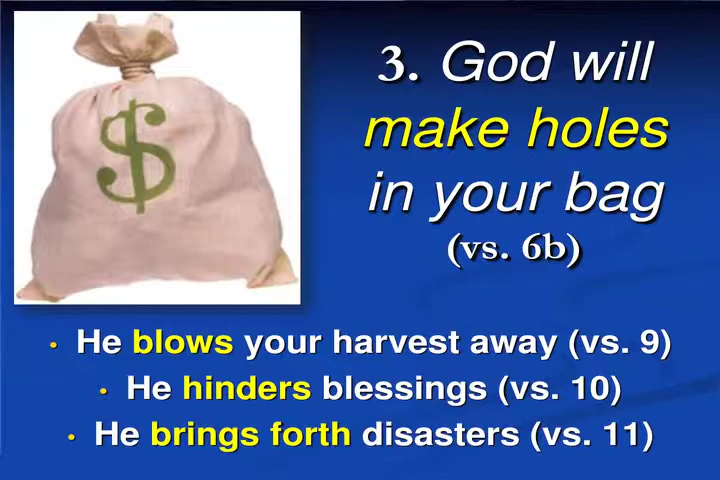 $
3. God will
make holes
in your bag
(vs. 6b)
• He blows your harvest away (vs. 9)
• He hinders blessings (vs. 10)
• He brings forth disasters (vs. 11)